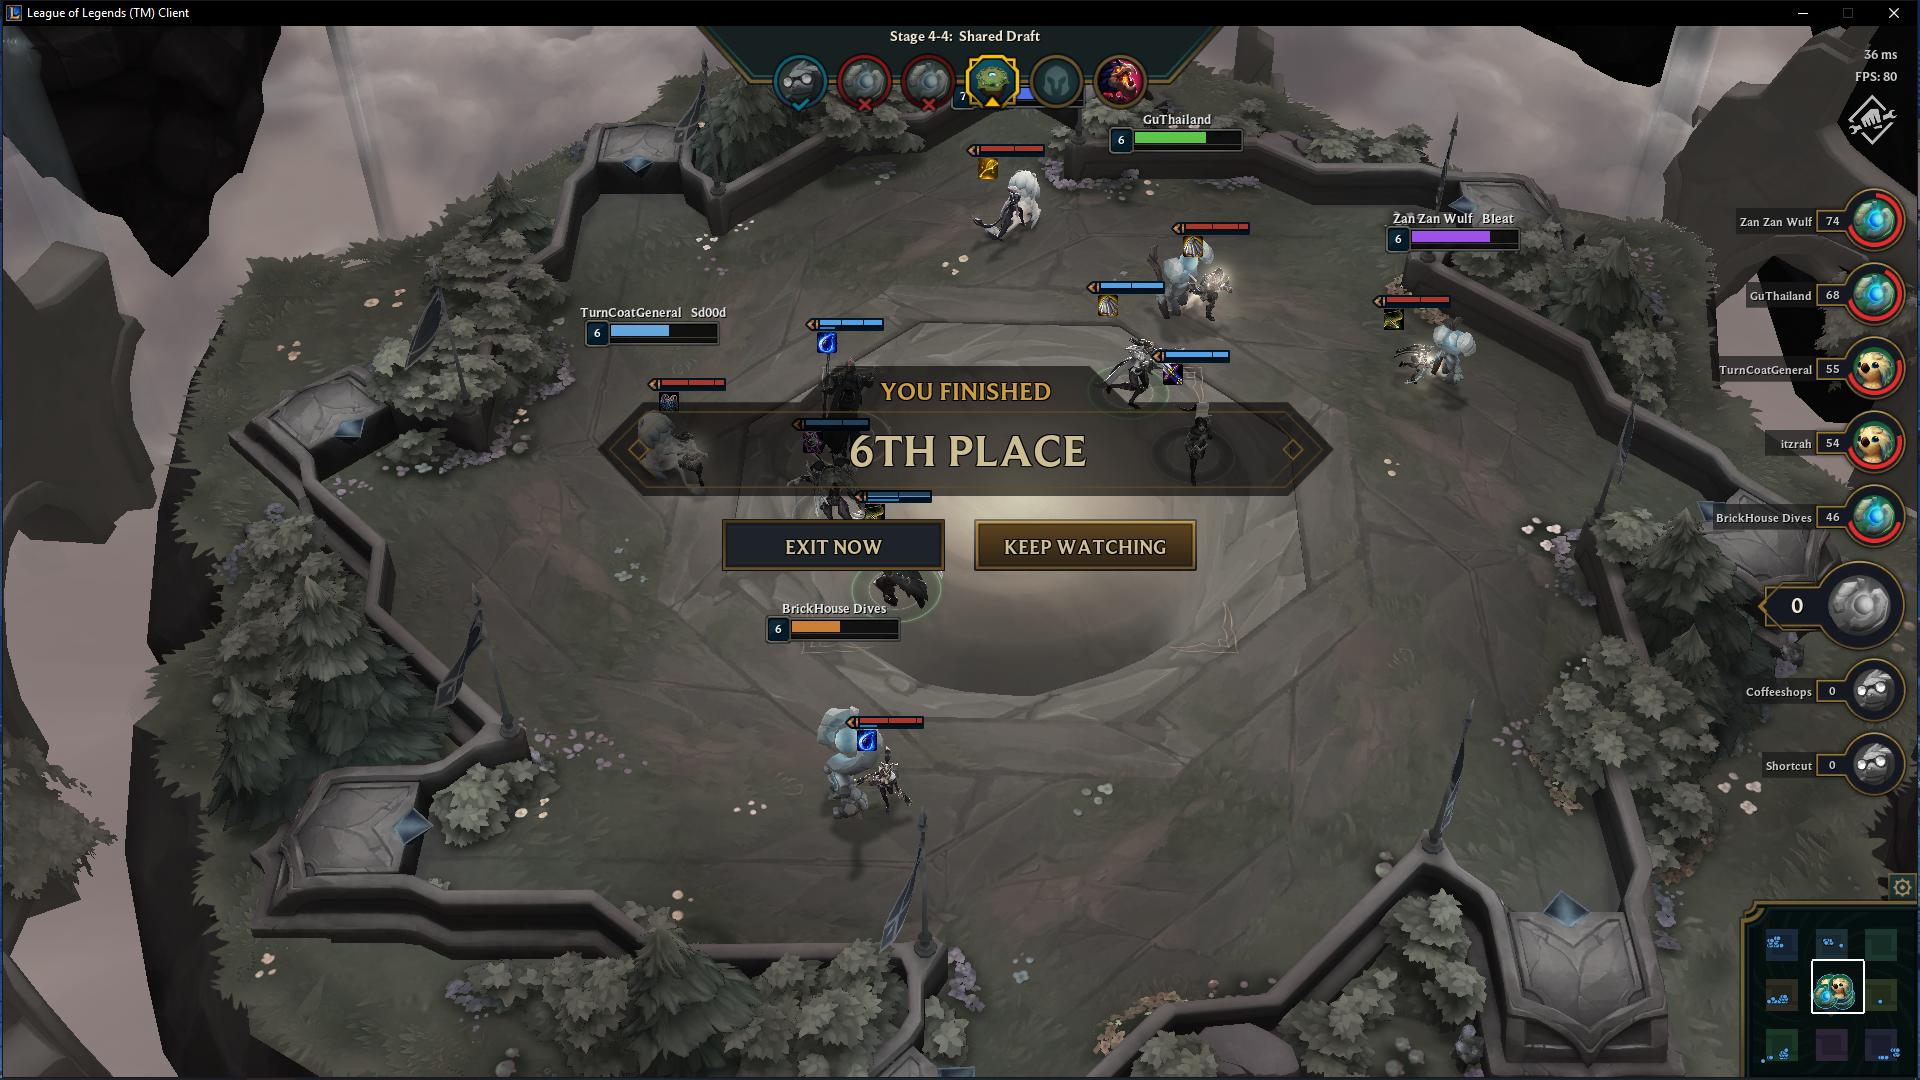 League of Legends (TM) Client
Stage 4-4: Shared Draft
36 ms
FPS: 80
7
GuThailand
6
Zan Zan Wulf Bleat
6
Zan Zan Wulf 74
GuThailand 68
TurnCoatGeneral Sd00d
6
TurnCoatGeneral 55
YOU FINISHED
6TH PLACE
itzrah 54
BrickHouse Dives 46
EXIT NOW
KEEP WATCHING
BrickHouse Dives
6
0
Coffeeshops 0
Shortcut 0